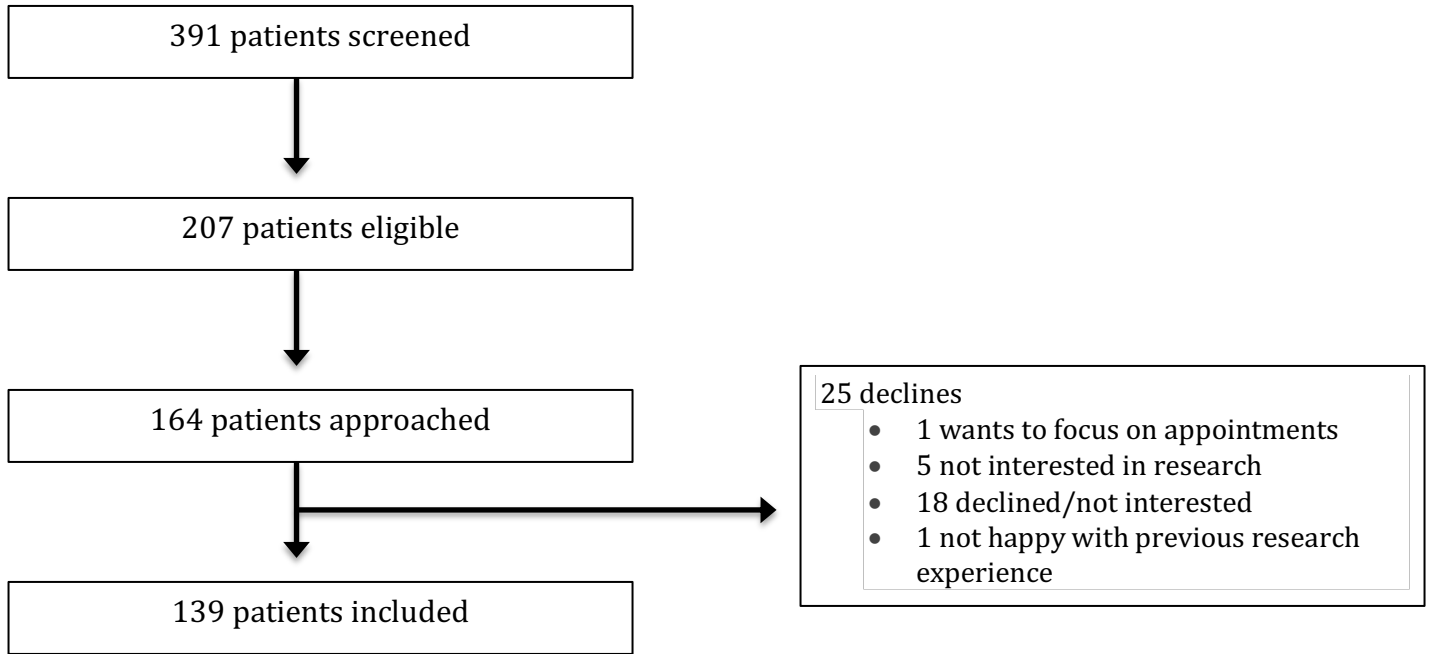 391 patients screened
207 patients eligible
164 patients approached
25 declines
• 1 wants to focus on appointments
• 5 not interested in research
• 18 declined/not interested
• 1 not happy with previous research
experience
139 patients included